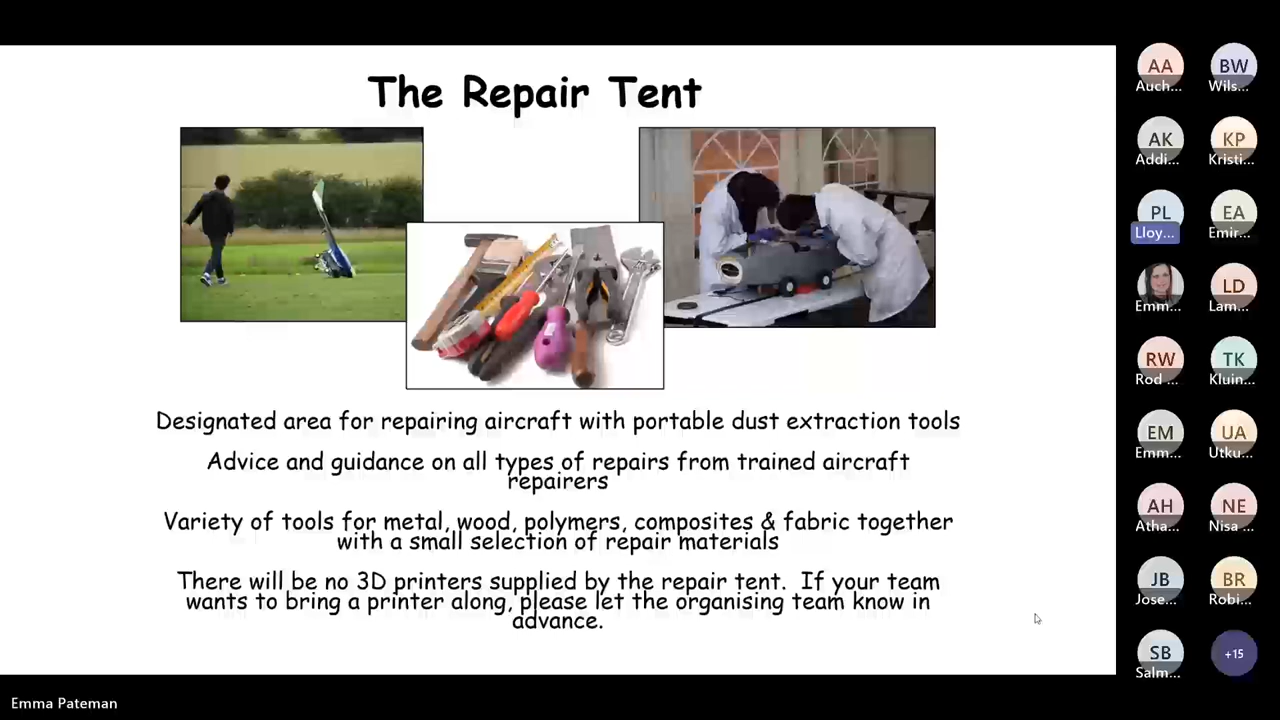 The Repair Tent
Designated area for repairing aircraft with portable dust extraction tools
Advice and guidance on all types of repairs from trained aircraft
repairers
Variety of tools for metal, wood, polymers, composites & fabric together
with a small selection of repair materials
There will be no 3D printers supplied by the repair tent. If your team
wants to bring a printer along, please let the organising team know in
advance.
Emma Pateman
AA
Auch...
BW
Wils...
AK
Addi...
KP
Kristi...
PL
Lloy...
EA
Emir...
Emm...
LD
Lam...
RW
Rod ...
TK
Kluin...
EM
Emm...
UA
Utku...
AH
Atha...
NE
Nisa ...
JB
Jose...
BR
Robi...
SB
Salm...
+15